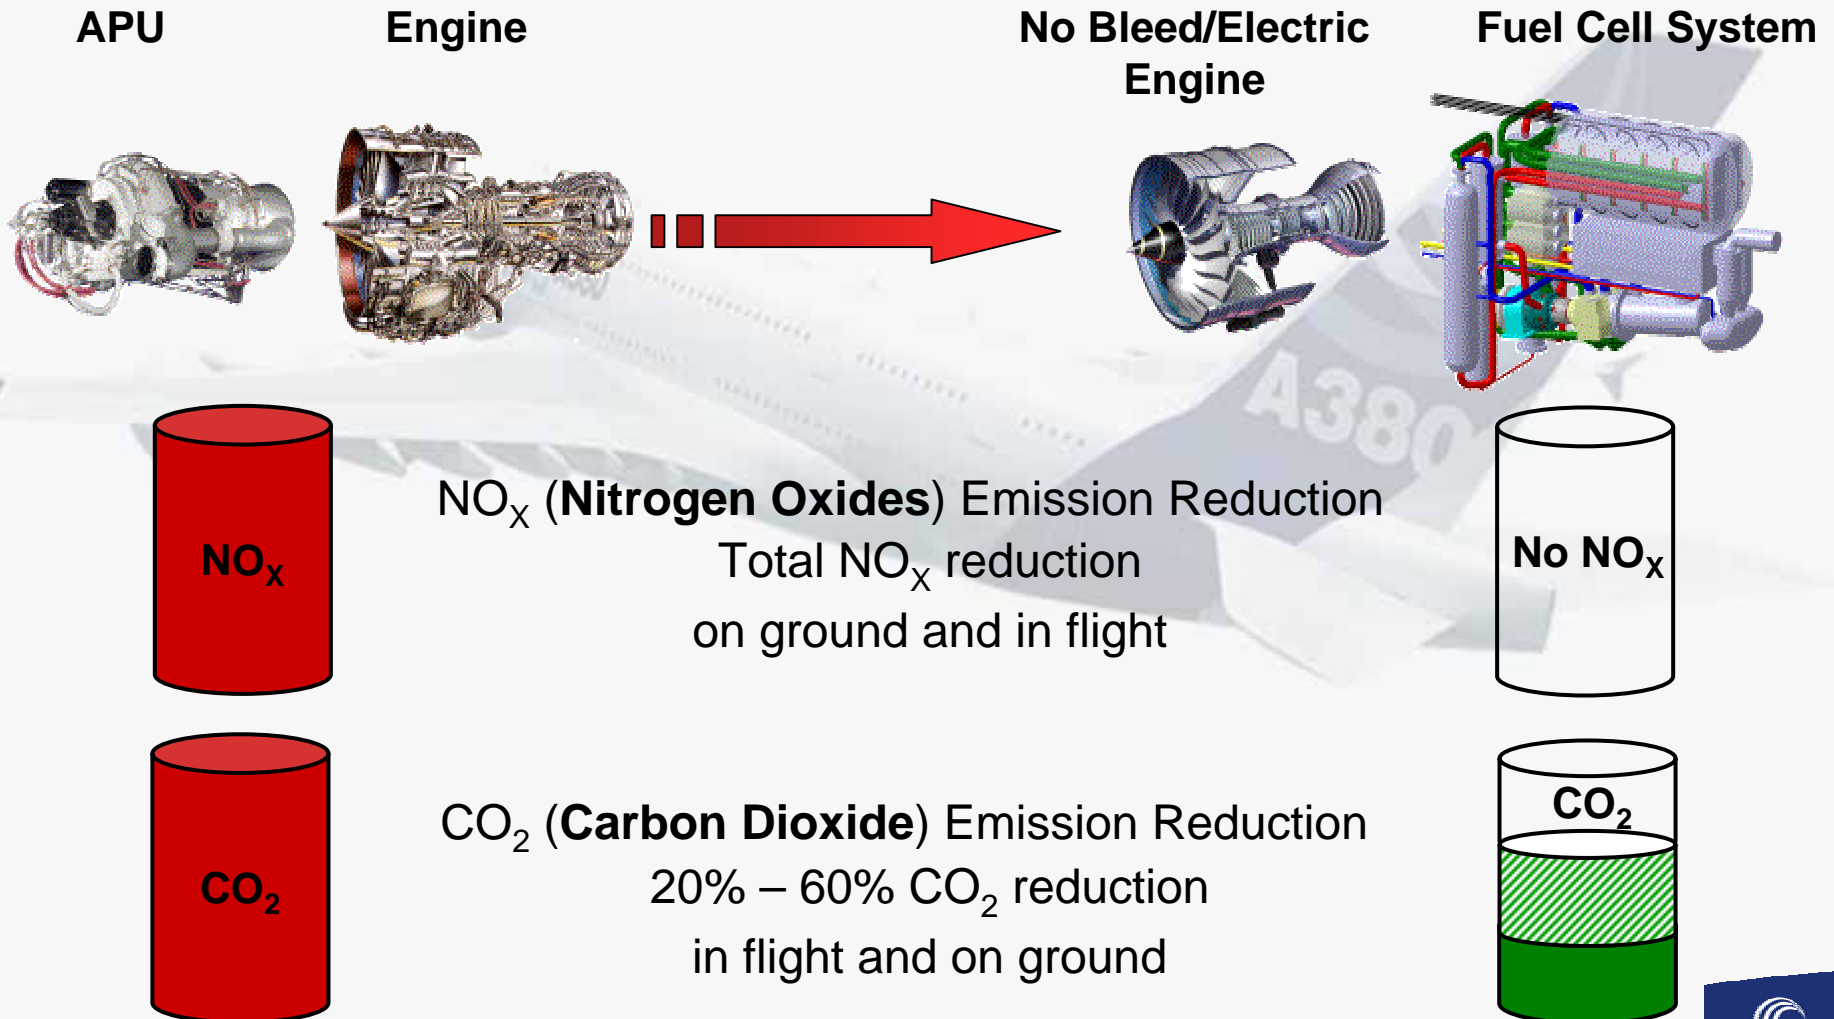 APU
Engine
No Bleed/Electric
Engine
Fuel Cell System
A380
NOX (Nitrogen Oxides) Emission Reduction
Total NOX reduction
on ground and in flight
NOX
No NOX
CO2 (Carbon Dioxide) Emission Reduction
20% – 60% CO2 reduction
in flight and on ground
CO2
CO2